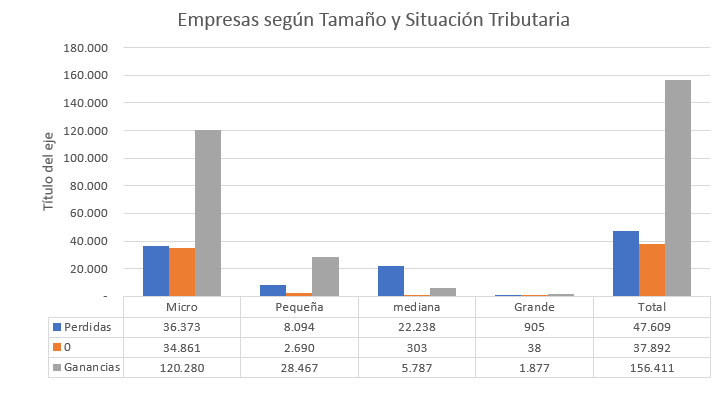 Empresas según Tamaño y Situación Tributaria
180.000
160.000
140.000
120.000
100.000
80.000
60.000
40.000
20.000
-
Título del eje
Micro Pequeña mediana Grande Total
Perdidas 36.373 8.094 22.238 905 47.609
0 34.861 2.690 303 38 37.892
Ganancias 120.280 28.467 5.787 1.877 156.411